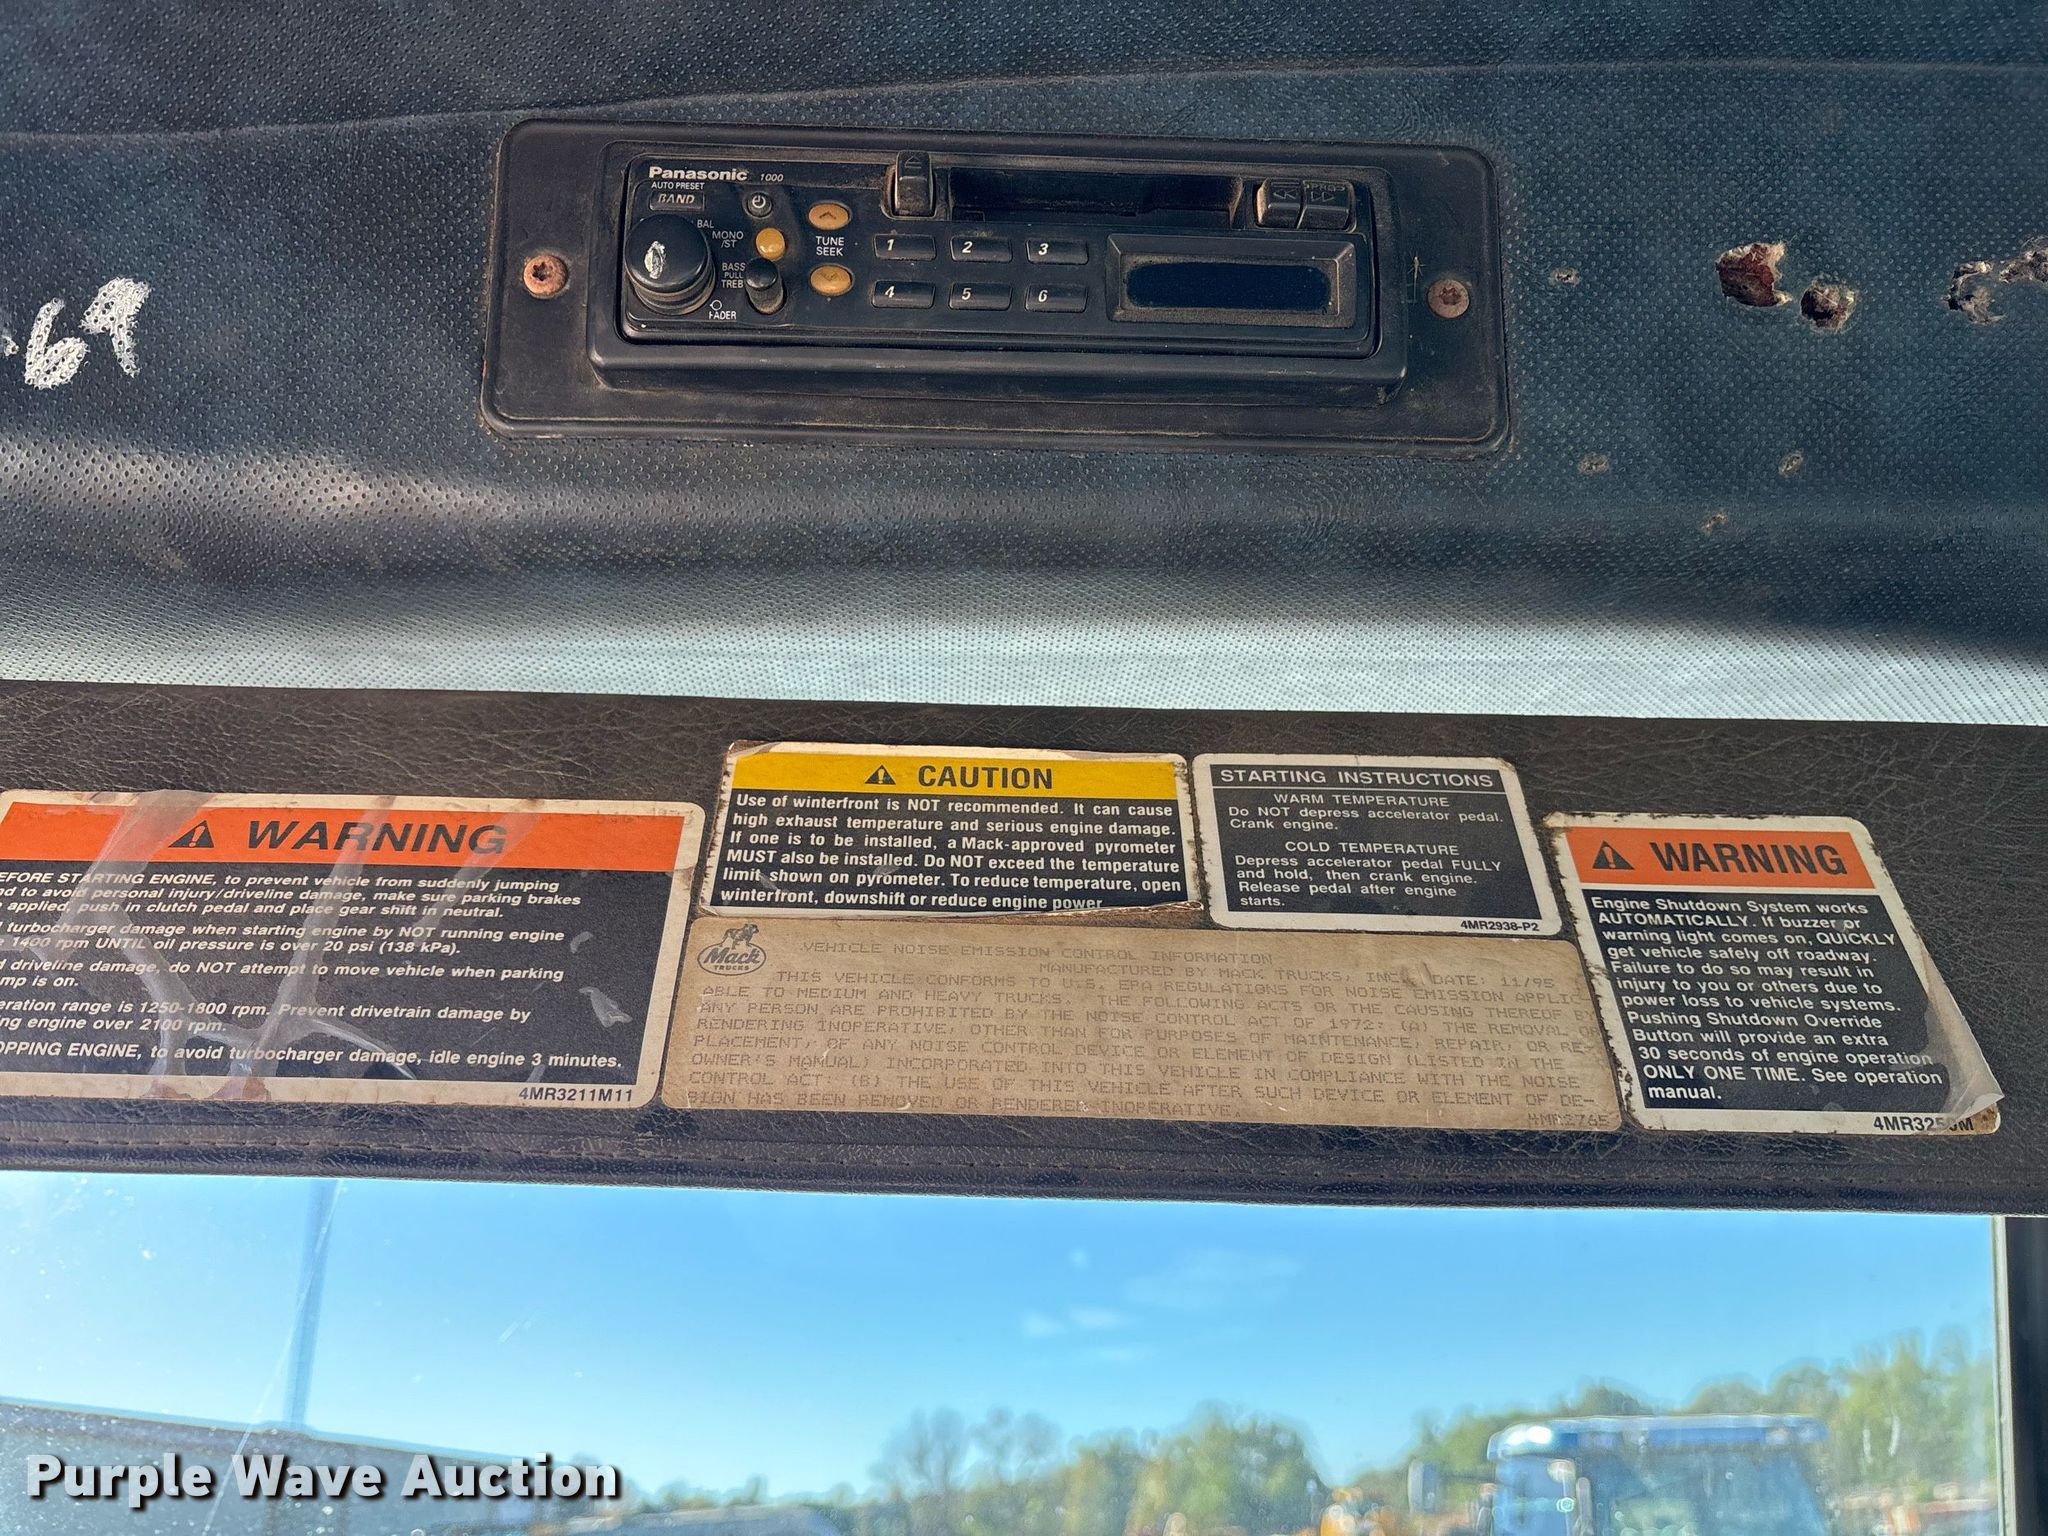 Panasonic 1000
AUTO PRESET
BAND
BAL
MONO
/ST
BASS
PULL
TREB
FADER
TUNE
SEEK
1 2 3
4 5 6
69
WARNING
EFORE STARTING ENGINE, to prevent vehicle from suddenly jumping
nd to avoid personal injury/driveline damage, make sure parking brakes
applied, push in clutch pedal and place gear shift in neutral.
turbocharger damage when starting engine by NOT running engine
1400 rpm UNTIL oil pressure is over 20 psi (138 kPa).
d driveline damage, do NOT attempt to move vehicle when parking
mp is on.
eration range is 1250-1800 rpm. Prevent drivetrain damage by
ng engine over 2100 rpm.
OPPING ENGINE, to avoid turbocharger damage, idle engine 3 minutes.
4MR3211M11
CAUTION
Use of winterfront is NOT recommended. It can cause
high exhaust temperature and serious engine damage.
If one is to be installed, a Mack-approved pyrometer
MUST also be installed. Do NOT exceed the temperature
limit shown on pyrometer. To reduce temperature, open
winterfront, downshift or reduce engine power
STARTING INSTRUCTIONS
WARM TEMPERATURE
Do NOT depress accelerator pedal.
Crank engine.
COLD TEMPERATURE
Depress accelerator pedal FULLY
and hold, then crank engine.
Release pedal after engine
starts.
4MR2938-P2
Mack
TRUCKS
VEHICLE NOISE EMISSION CONTROL INFORMATION
MANUFACTURED BY MACK TRUCKS, INC. DATE: 11/95
THIS VEHICLE CONFORMS TO U.S. EPA REGULATIONS FOR NOISE EMISSION APPLIC
ABLE TO MEDIUM AND HEAVY TRUCKS. THE FOLLOWING ACTS OR THE CAUSING THEREOF BY
ANY PERSON ARE PROHIBITED BY THE NOISE CONTROL ACT OF 1972: (A) THE REMOVAL OR
RENDERING INOPERATIVE, OTHER THAN FOR PURPOSES OF MAINTENANCE, REPAIR, OR RE-
PLACEMENT, OF ANY NOISE CONTROL DEVICE OR ELEMENT OF DESIGN (LISTED IN THE
OWNER'S MANUAL) INCORPORATED INTO THIS VEHICLE IN COMPLIANCE WITH THE NOISE
CONTROL ACT: (B) THE USE OF THIS VEHICLE AFTER SUCH DEVICE OR ELEMENT OF DE-
SIGN HAS BEEN REMOVED OR RENDERED INOPERATIVE.
4MR2765
WARNING
Engine Shutdown System works
AUTOMATICALLY. If buzzer or
warning light comes on, QUICKLY
get vehicle safely off roadway.
Failure to do so may result in
injury to you or others due to
power loss to vehicle systems.
Pushing Shutdown Override
Button will provide an extra
30 seconds of engine operation
ONLY ONE TIME. See operation
manual.
Purple Wave Auction